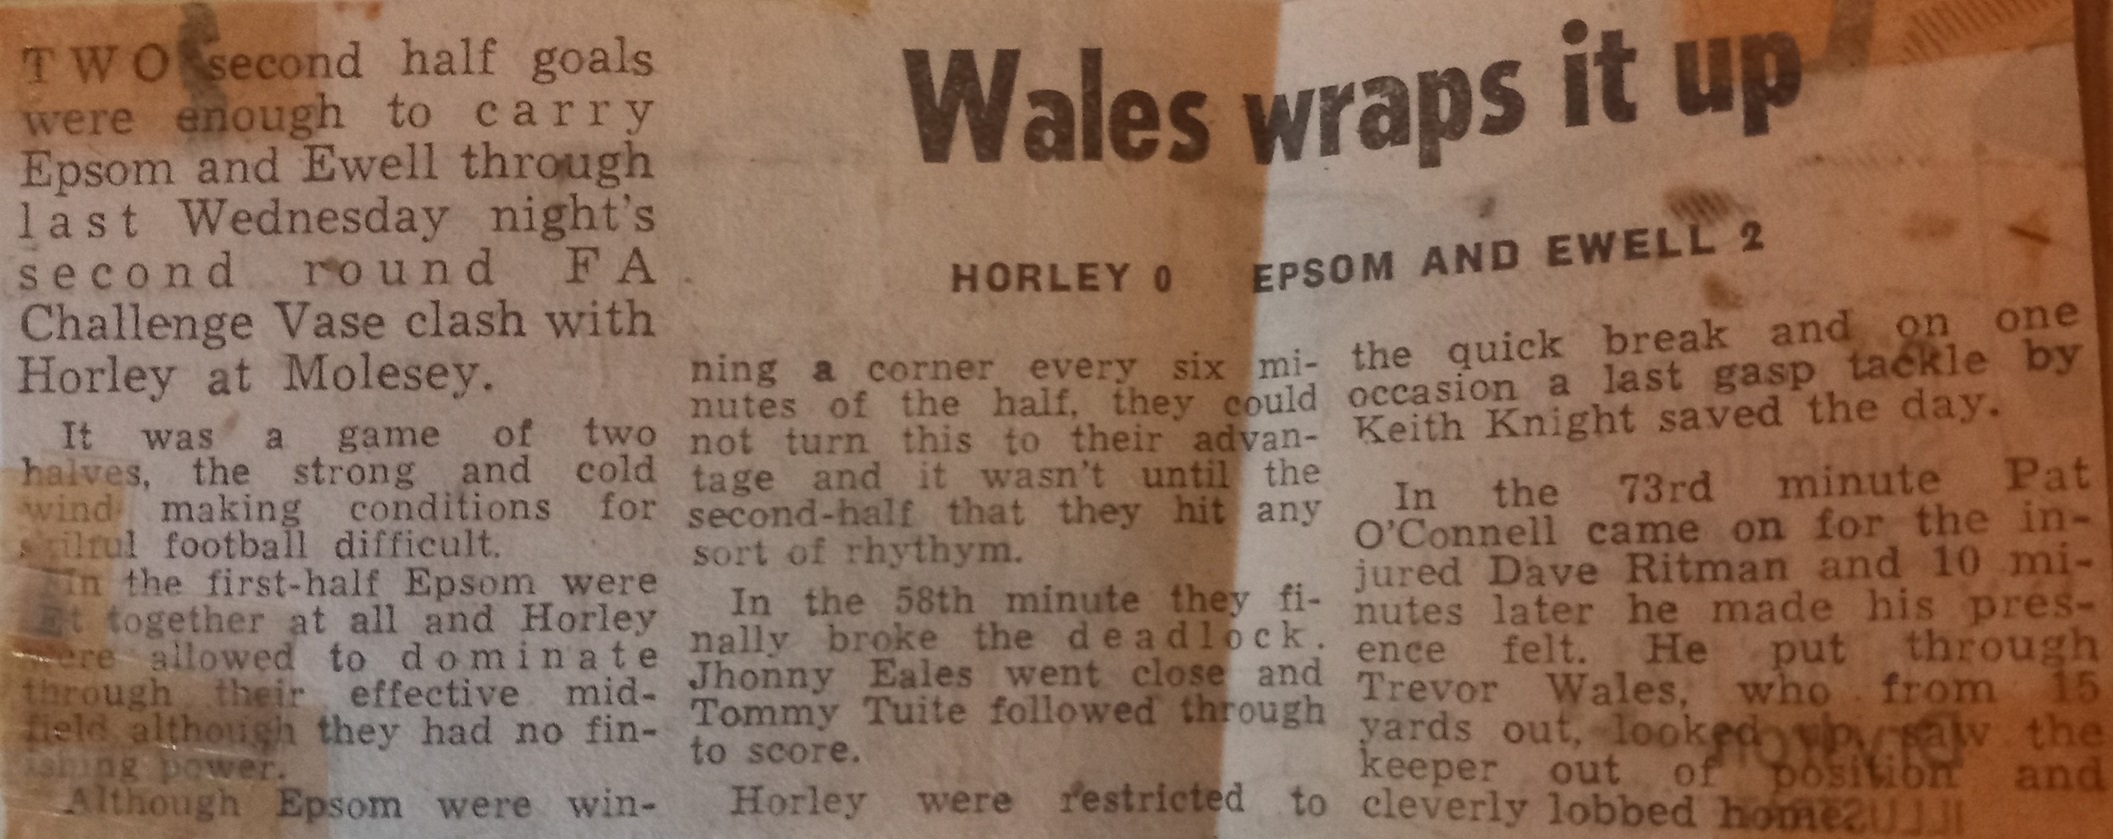 Wales wraps it up
HORLEY 0 EPSOM AND EWELL 2
TWO second half goals
were enough to carry
Epsom and Ewell through
last Wednesday night's
second round FA
Challenge Vase clash with
Horley at Molesey.
It was a game of two
halves, the strong and cold
wind making conditions for
football difficult.
In the first-half Epsom were
together at all and Horley
were allowed to dominate
through their effective mid-
field although they had no fin-
ishing power.
Although Epsom were win-
ning a corner every six mi-
nutes of the half, they could
not turn this to their advan-
tage and it wasn't until the
second-half that they hit any
sort of rhythym.
In the 58th minute they fi-
nally broke the deadlock.
Jhonny Eales went close and
Tommy Tuite followed through
to score.
Horley were restricted to
the quick break and on one
occasion a last gasp tackle by
Keith Knight saved the day.
In the 73rd minute Pat
O'Connell came on for the in-
jured Dave Ritman and 10 mi-
nutes later he made his pres-
ence felt. He put through
Trevor Wales, who from 15
yards out, looked up, saw the
keeper out of position and
cleverly lobbed home.